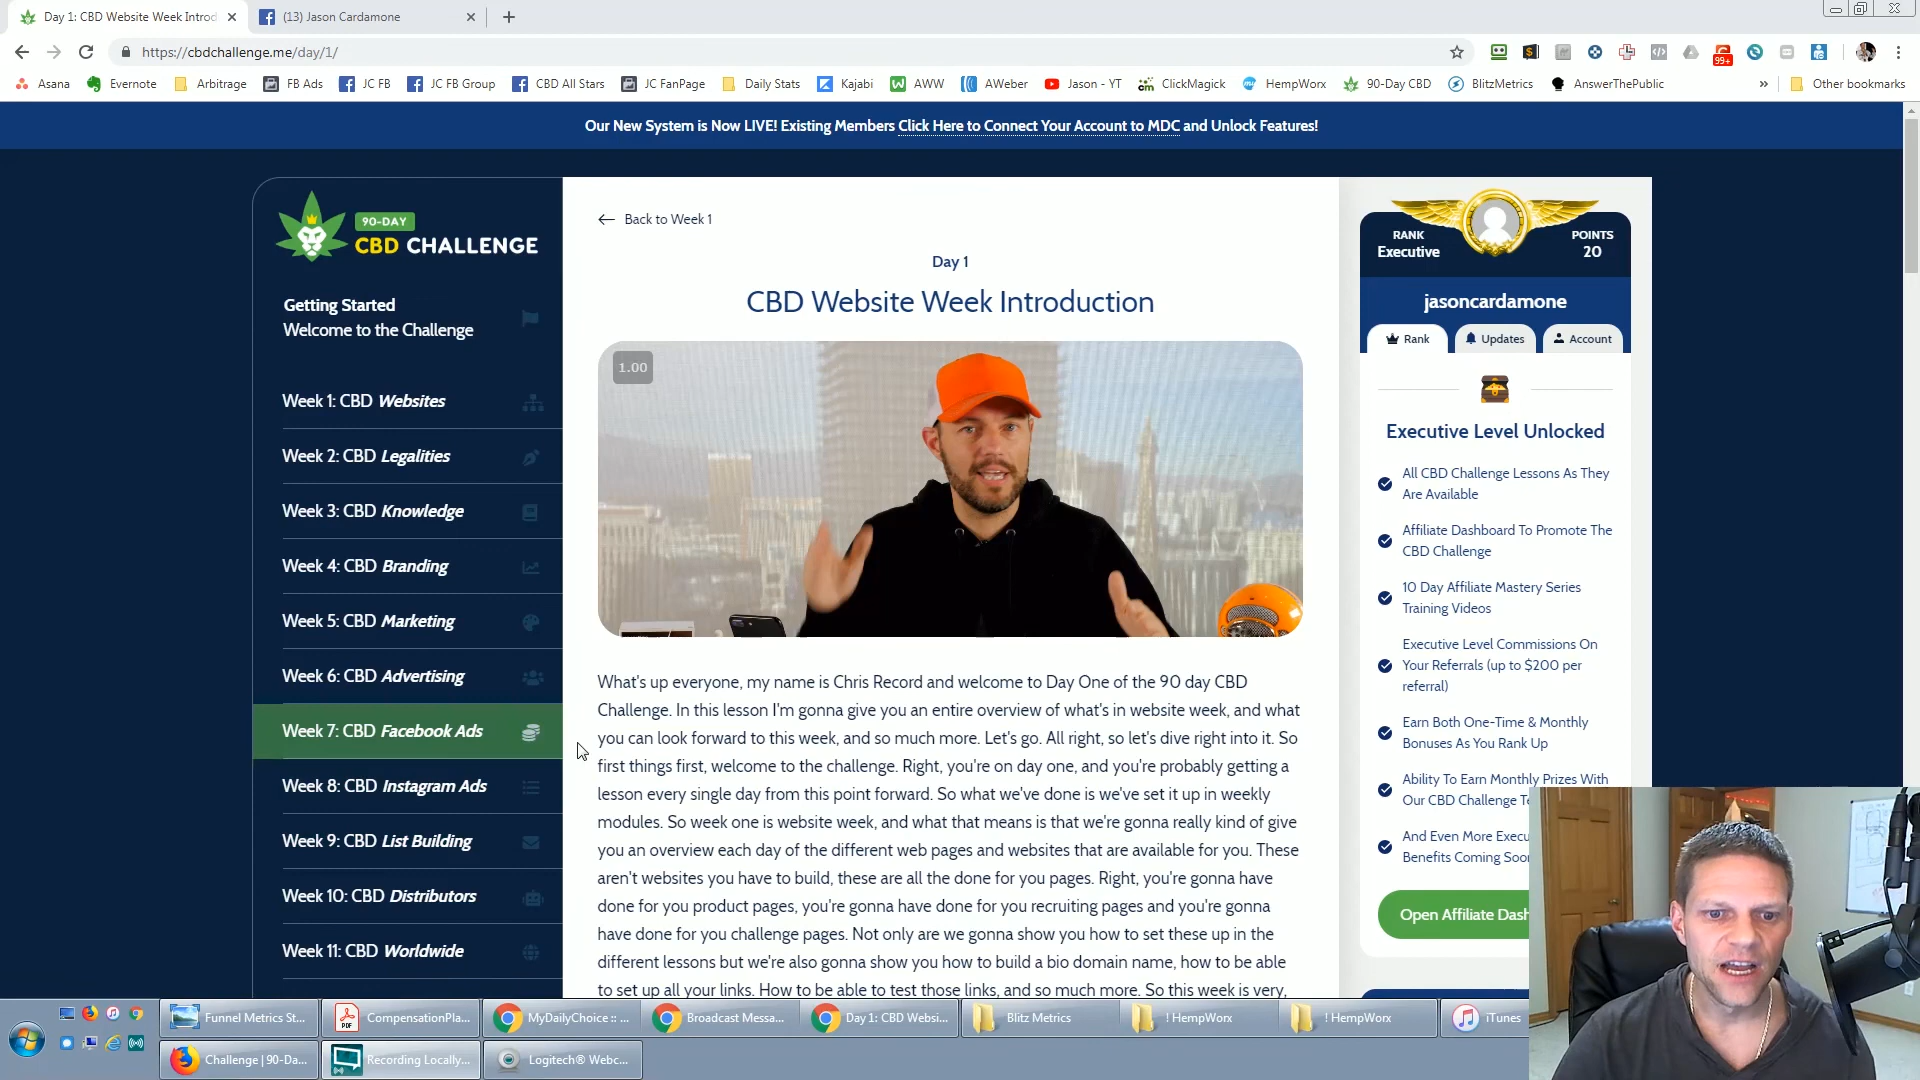 Day 1: CBD Website Week Introd
(13) Jason Cardamone
https://cbdchallenge.me/day/1/
99+
Asana
Evernote
Arbitrage
FB Ads
JC FB
JC FB Group
CBD All Stars
JC FanPage
Daily Stats
Kajabi
AWW
AWeber
Jason - YT
ClickMagick
HempWorx
90-Day CBD
BlitzMetrics
AnswerThePublic
»
Other bookmarks
Our New System is Now LIVE! Existing Members Click Here to Connect Your Account to MDC and Unlock Features!
90-DAY
CBD CHALLENGE
Getting Started
Welcome to the Challenge
Week 1: CBD Websites
Week 2: CBD Legalities
Week 3: CBD Knowledge
Week 4: CBD Branding
Week 5: CBD Marketing
Week 6: CBD Advertising
Week 7: CBD Facebook Ads
Week 8: CBD Instagram Ads
Week 9: CBD List Building
Week 10: CBD Distributors
Week 11: CBD Worldwide
Back to Week 1
Day 1
CBD Website Week Introduction
1.00
What's up everyone, my name is Chris Record and welcome to Day One of the 90 day CBD
Challenge. In this lesson I'm gonna give you an entire overview of what's in website week, and what
you can look forward to this week, and so much more. Let's go. All right, so let's dive right into it. So
first things first, welcome to the challenge. Right, you're on day one, and you're probably getting a
lesson every single day from this point forward. So what we've done is we've set it up in weekly
modules. So week one is website week, and what that means is that we're gonna really kind of give
you an overview each day of the different web pages and websites that are available for you. These
aren't websites you have to build, these are all the done for you pages. Right, you're gonna have
done for you product pages, you're gonna have done for you recruiting pages and you're gonna
have done for you challenge pages. Not only are we gonna show you how to set these up in the
different lessons but we're also gonna show you how to build a bio domain name, how to be able
to set up all your links. How to be able to test those links, and so much more. So this week is very,
RANK
Executive
POINTS
20
jasoncardamone
Rank
Updates
Account
Executive Level Unlocked
All CBD Challenge Lessons As They
Are Available
Affiliate Dashboard To Promote The
CBD Challenge
10 Day Affiliate Mastery Series
Training Videos
Executive Level Commissions On
Your Referrals (up to $200 per
referral)
Earn Both One-Time & Monthly
Bonuses As You Rank Up
Ability To Earn Monthly Prizes With
Our CBD Challenge Te
And Even More Execu
Benefits Coming Soon
Open Affiliate Dash
Funnel Metrics St...
CompensationPla...
MyDailyChoice :: ...
Broadcast Messa...
Day 1: CBD Websi...
Blitz Metrics
! HempWorx
! HempWorx
iTunes
Challenge | 90-Da...
Recording Locally...
Logitech® Webc...